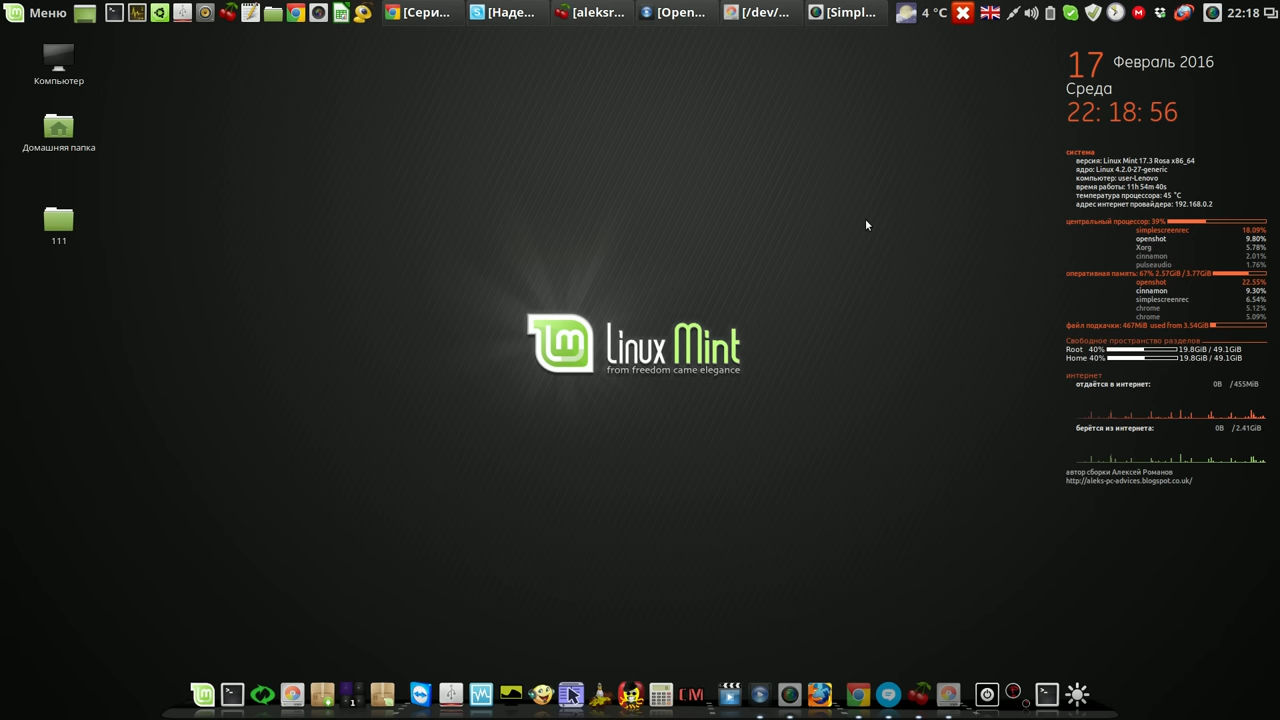 Меню
[Сери...
[Наде...
[aleksr...
[Open...
[/dev/...
[Simpl...
4 °C
22:18
Компьютер
Домашняя папка
111
17 Февраль 2016
Среда
22: 18: 56
система
версия: Linux Mint 17.3 Rosa x86_64
ядро: Linux 4.2.0-27-generic
компьютер: user-Lenovo
время работы: 11h 54m 40s
температура процессора: 45 °C
адрес интернет провайдера: 192.168.0.2
центральный процессор: 39%
simplescreenrec 18.09%
openshot 9.80%
Xorg 5.78%
cinnamon 2.01%
pulseaudio 1.76%
оперативная память: 67% 2.57GiB / 3.77GiB
openshot 22.55%
cinnamon 9.30%
simplescreenrec 6.54%
chrome 5.12%
chrome 5.09%
файл подкачки: 467MiB used from 3.54GiB
Свободное пространство разделов
Root 40% 19.8GiB / 49.1GiB
Home 40% 19.8GiB / 49.1GiB
интернет
отдаётся в интернет: 0B / 455MiB
берётся из интернета: 0B / 2.41GiB
автор сборки Алексей Романов
http://aleks-pc-advices.blogspot.co.uk/
Linux Mint
from freedom came elegance